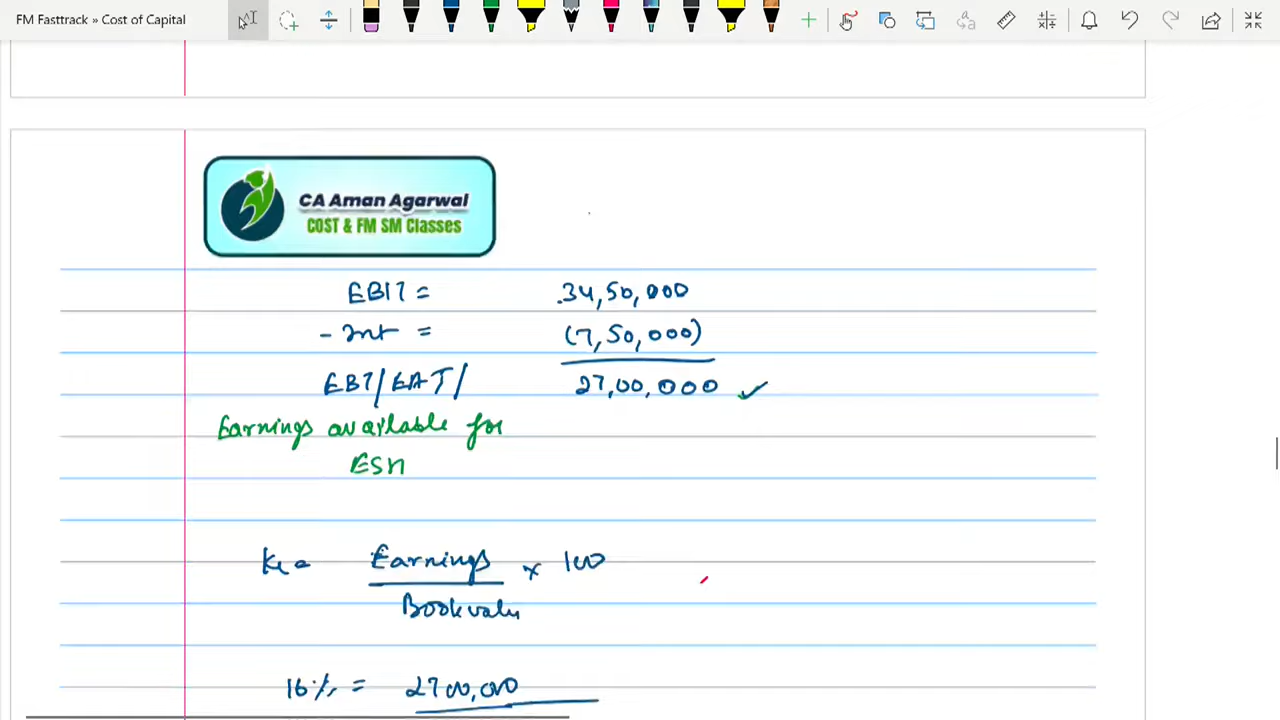 FM Fasttrack » Cost of Capital
CA Aman Agarwal
COST & FM SM Classes
EBIT = 34,50,000
- Int = (7,50,000)
EBT/EAT/ 27,00,000 ✓
Earnings available for
ESH
Ke = Earnings × 100
Bookvalu
16% = 2700,000